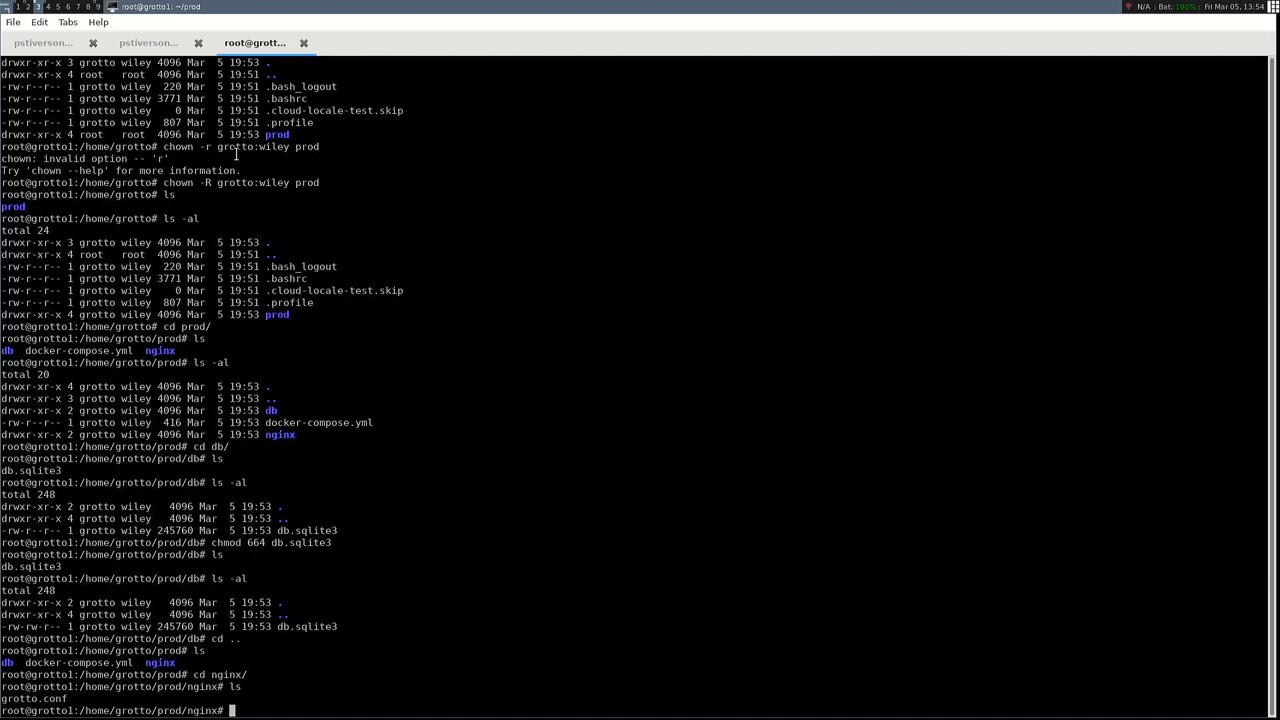 1 2 3 4 5 6 7 8 9 root@grotto1: ~/prod N/A : Bat: 100% : Fri Mar 05, 13:54
File Edit Tabs Help
pstiverson... pstiverson... root@grott...
drwxr-xr-x 3 grotto wiley 4096 Mar  5 19:53 .
drwxr-xr-x 4 root   root  4096 Mar  5 19:51 ..
-rw-r--r-- 1 grotto wiley  220 Mar  5 19:51 .bash_logout
-rw-r--r-- 1 grotto wiley 3771 Mar  5 19:51 .bashrc
-rw-r--r-- 1 grotto wiley    0 Mar  5 19:51 .cloud-locale-test.skip
-rw-r--r-- 1 grotto wiley  807 Mar  5 19:51 .profile
drwxr-xr-x 4 root   root  4096 Mar  5 19:53 prod
root@grotto1:/home/grotto# chown -r grotto:wiley prod
chown: invalid option -- 'r'
Try 'chown --help' for more information.
root@grotto1:/home/grotto# chown -R grotto:wiley prod
root@grotto1:/home/grotto# ls
prod
root@grotto1:/home/grotto# ls -al
total 24
drwxr-xr-x 3 grotto wiley 4096 Mar  5 19:53 .
drwxr-xr-x 4 root   root  4096 Mar  5 19:51 ..
-rw-r--r-- 1 grotto wiley  220 Mar  5 19:51 .bash_logout
-rw-r--r-- 1 grotto wiley 3771 Mar  5 19:51 .bashrc
-rw-r--r-- 1 grotto wiley    0 Mar  5 19:51 .cloud-locale-test.skip
-rw-r--r-- 1 grotto wiley  807 Mar  5 19:51 .profile
drwxr-xr-x 4 grotto wiley 4096 Mar  5 19:53 prod
root@grotto1:/home/grotto# cd prod/
root@grotto1:/home/grotto/prod# ls
db  docker-compose.yml  nginx
root@grotto1:/home/grotto/prod# ls -al
total 20
drwxr-xr-x 4 grotto wiley 4096 Mar  5 19:53 .
drwxr-xr-x 3 grotto wiley 4096 Mar  5 19:53 ..
drwxr-xr-x 2 grotto wiley 4096 Mar  5 19:53 db
-rw-r--r-- 1 grotto wiley  416 Mar  5 19:53 docker-compose.yml
drwxr-xr-x 2 grotto wiley 4096 Mar  5 19:53 nginx
root@grotto1:/home/grotto/prod# cd db/
root@grotto1:/home/grotto/prod/db# ls
db.sqlite3
root@grotto1:/home/grotto/prod/db# ls -al
total 248
drwxr-xr-x 2 grotto wiley   4096 Mar  5 19:53 .
drwxr-xr-x 4 grotto wiley   4096 Mar  5 19:53 ..
-rw-r--r-- 1 grotto wiley 245760 Mar  5 19:53 db.sqlite3
root@grotto1:/home/grotto/prod/db# chmod 664 db.sqlite3
root@grotto1:/home/grotto/prod/db# ls
db.sqlite3
root@grotto1:/home/grotto/prod/db# ls -al
total 248
drwxr-xr-x 2 grotto wiley   4096 Mar  5 19:53 .
drwxr-xr-x 4 grotto wiley   4096 Mar  5 19:53 ..
-rw-rw-r-- 1 grotto wiley 245760 Mar  5 19:53 db.sqlite3
root@grotto1:/home/grotto/prod/db# cd ..
root@grotto1:/home/grotto/prod# ls
db  docker-compose.yml  nginx
root@grotto1:/home/grotto/prod# cd nginx/
root@grotto1:/home/grotto/prod/nginx# ls
grotto.conf
root@grotto1:/home/grotto/prod/nginx#